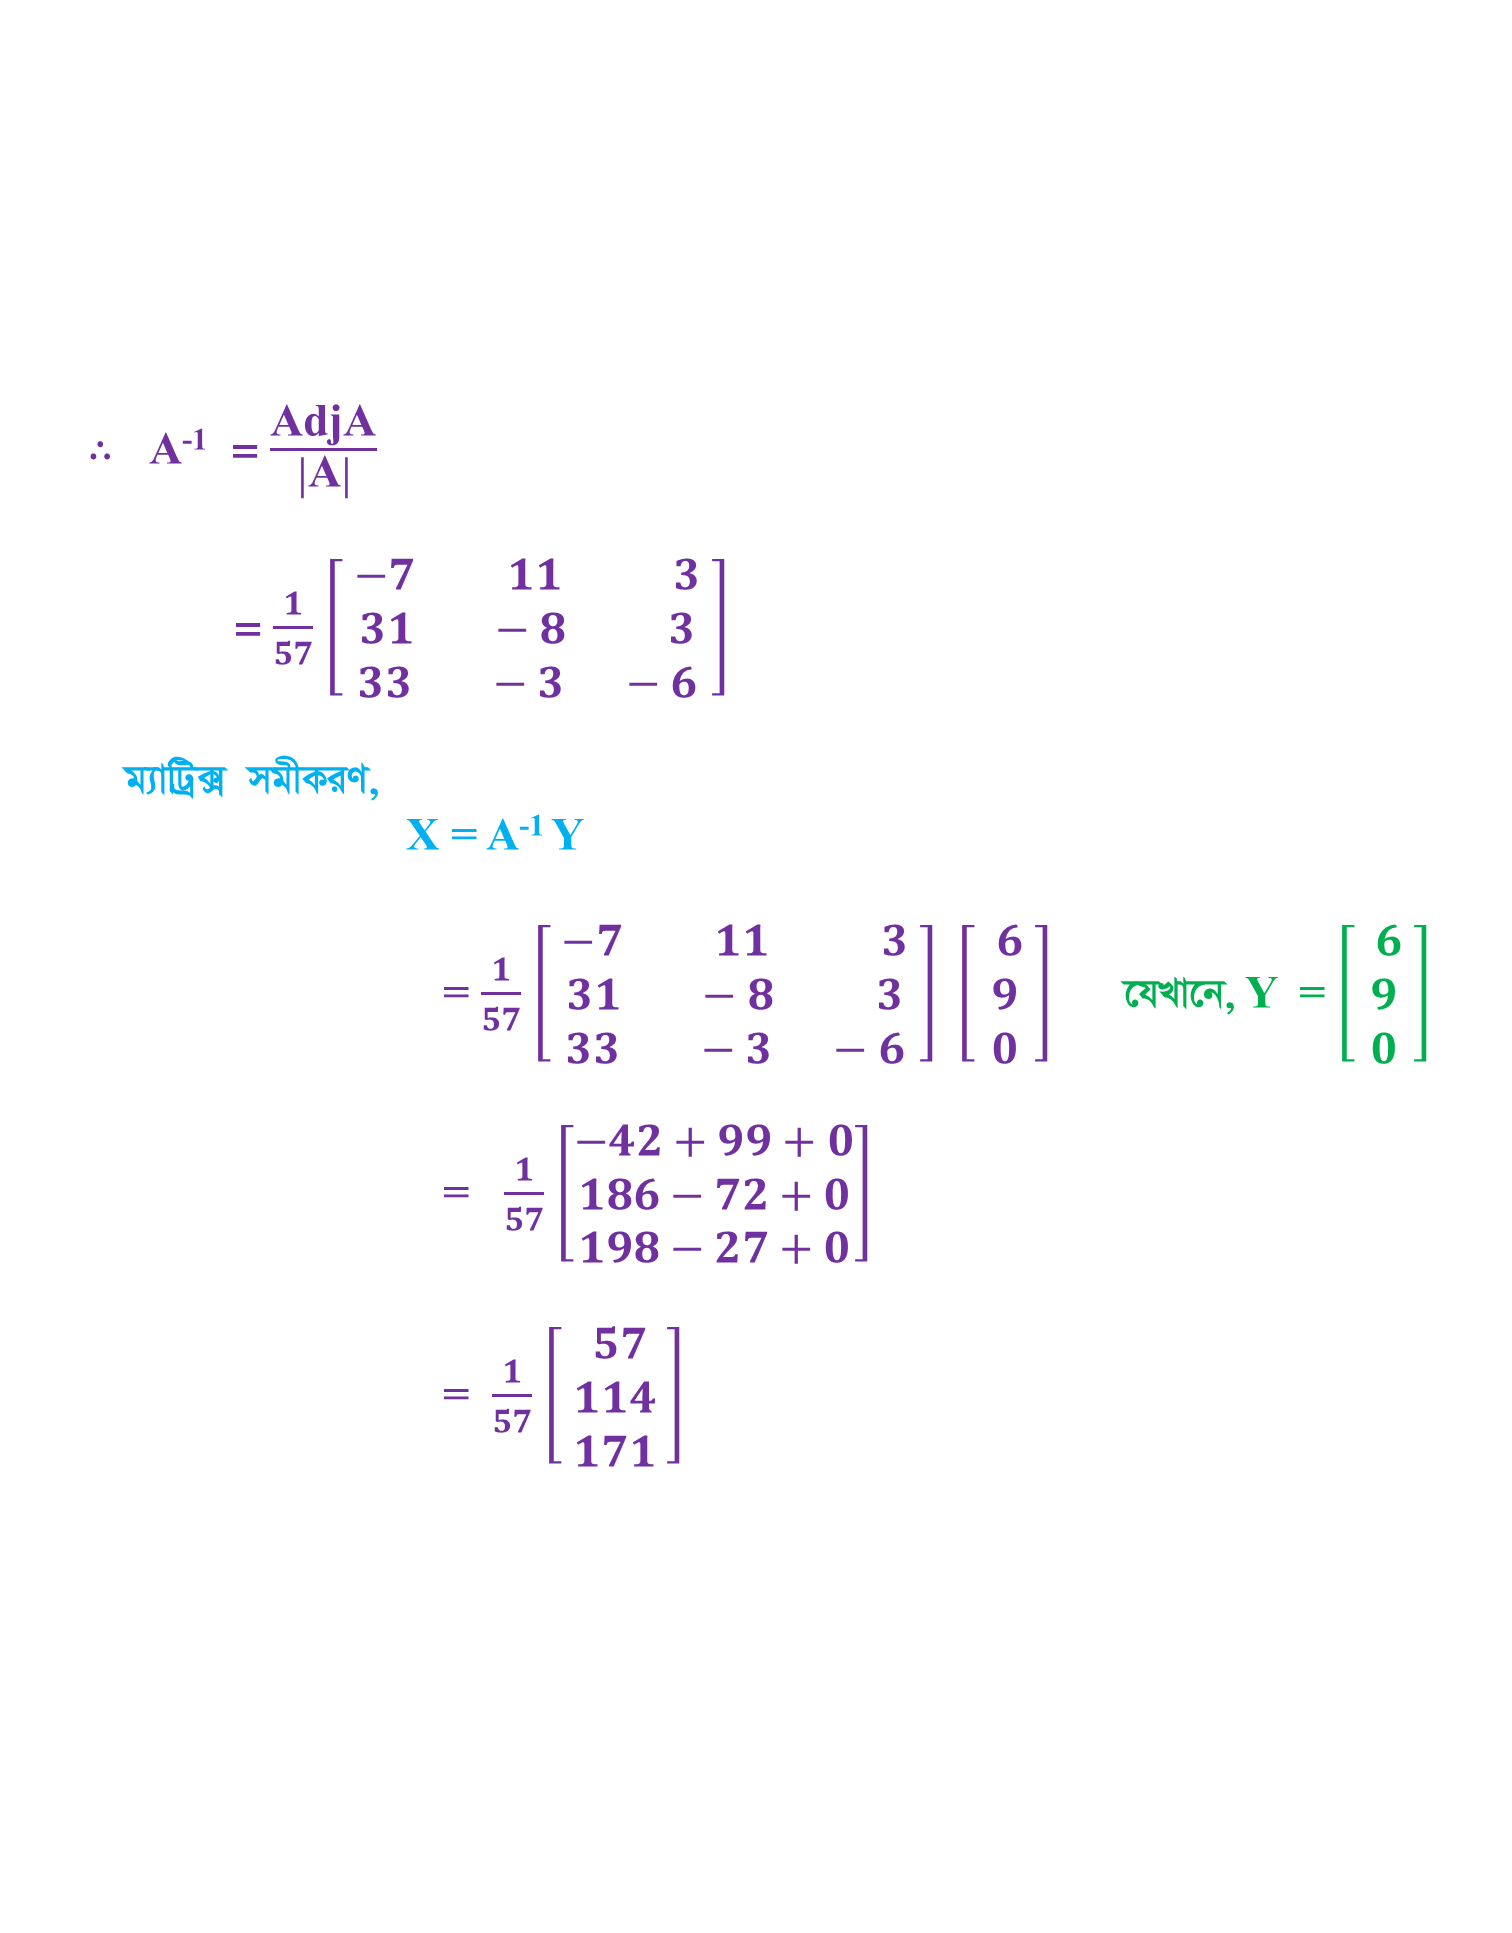 ∴ A⁻¹ = AdjA / |A|
= 1/57 [ −7 11 3
31 − 8 3
33 − 3 − 6 ]
ম্যাট্রিক্স সমীকরণ,
X = A⁻¹ Y
= 1/57 [ −7 11 3 ; 31 − 8 3 ; 33 − 3 − 6 ] [ 6 ; 9 ; 0 ] যেখানে, Y = [ 6 ; 9 ; 0 ]
= 1/57 [ −42 + 99 + 0
186 − 72 + 0
198 − 27 + 0 ]
= 1/57 [ 57
114
171 ]